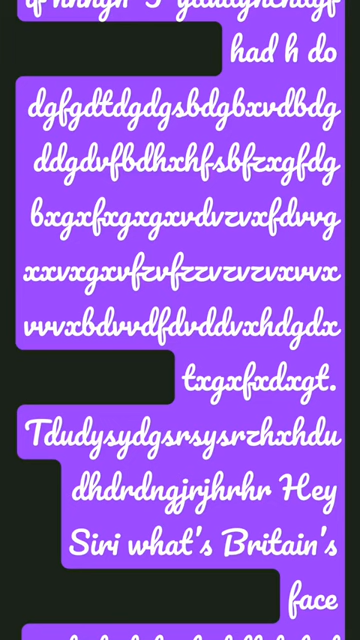 had h do
dgfgdtdgdgsbdgbxvdbdg
ddgdvfbdhxhfsbfzxgfdg
bxgxfxgxgxvdvzvxfdvvg
xxvxgxvfzvfzzvzvzvxvvx
vvvxbdvvdfdvddvxhdgdx
txgxfxdxgt.
Tdudysydgsrsysrzhxhdu
dhdrdngjrjhrhr Hey
Siri what's Britain's
face